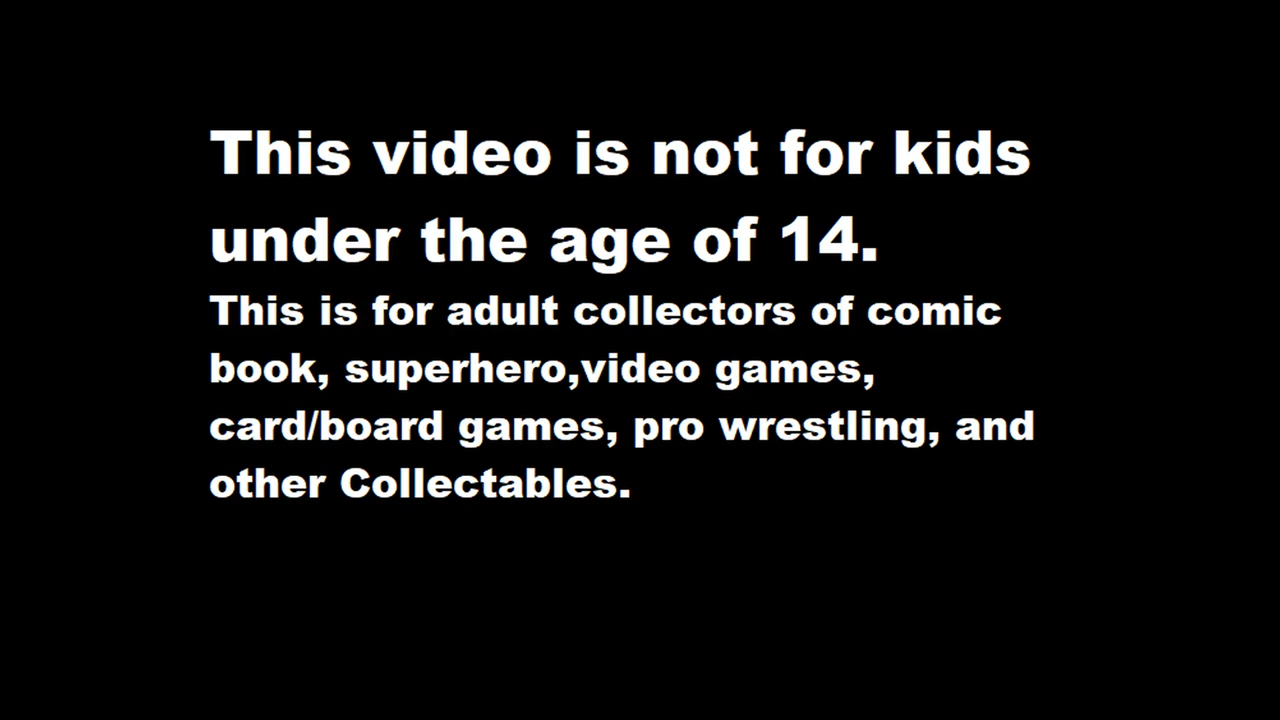 This video is not for kids
under the age of 14.
This is for adult collectors of comic
book, superhero,video games,
card/board games, pro wrestling, and
other Collectables.